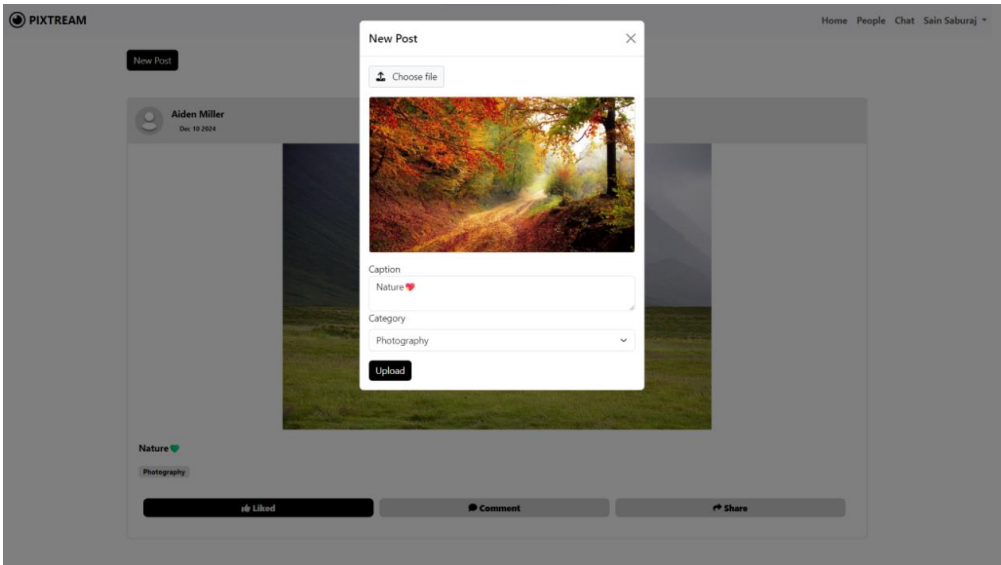 PIXTREAM
Home People Chat Sain Saburaj
New Post
Aiden Miller
Dec 10 2024
New Post
Choose file
Caption
Nature💖
Category
Photography
Upload
Nature💚
Photography
Liked
Comment
Share